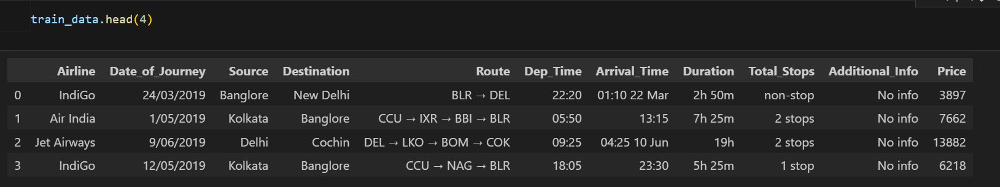 train_data.head(4)
Airline Date_of_Journey Source Destination Route Dep_Time Arrival_Time Duration Total_Stops Additional_Info Price
0 IndiGo 24/03/2019 Banglore New Delhi BLR → DEL 22:20 01:10 22 Mar 2h 50m non-stop No info 3897
1 Air India 1/05/2019 Kolkata Banglore CCU → IXR → BBI → BLR 05:50 13:15 7h 25m 2 stops No info 7662
2 Jet Airways 9/06/2019 Delhi Cochin DEL → LKO → BOM → COK 09:25 04:25 10 Jun 19h 2 stops No info 13882
3 IndiGo 12/05/2019 Kolkata Banglore CCU → NAG → BLR 18:05 23:30 5h 25m 1 stop No info 6218